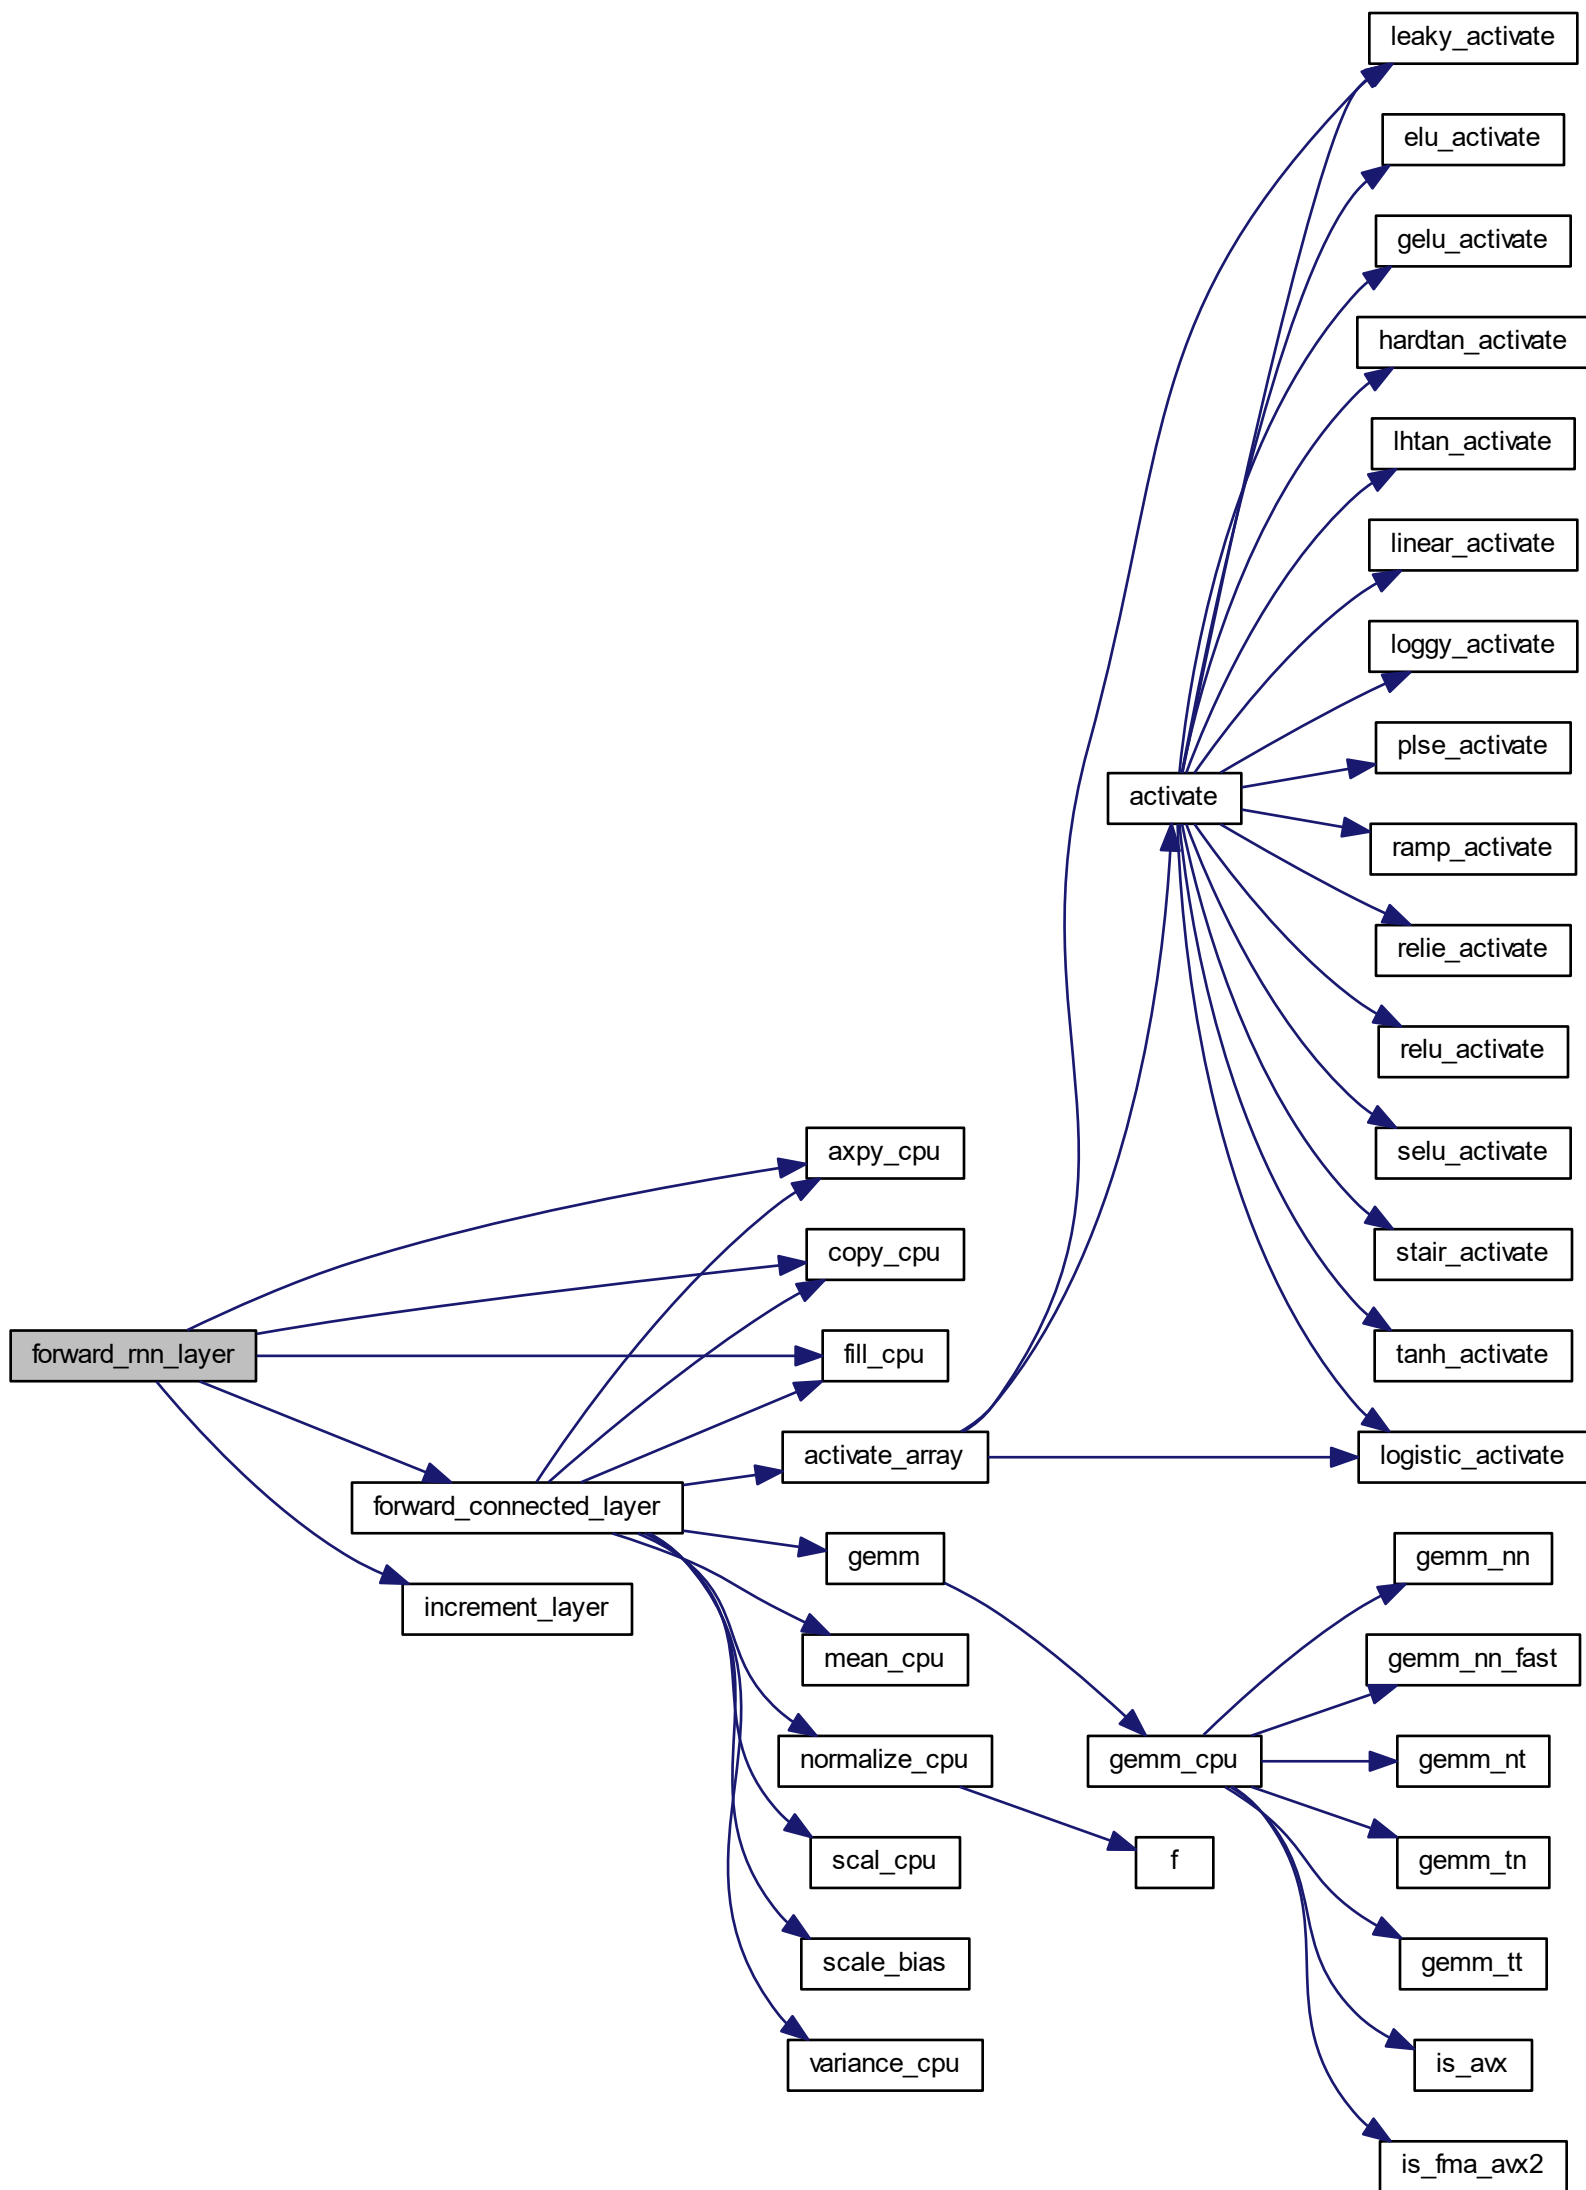 leaky_activate
elu_activate
gelu_activate
hardtan_activate
lhtan_activate
linear_activate
loggy_activate
plse_activate
activate
ramp_activate
relie_activate
relu_activate
axpy_cpu
selu_activate
copy_cpu
stair_activate
forward_rnn_layer
fill_cpu
tanh_activate
activate_array
logistic_activate
forward_connected_layer
gemm
gemm_nn
increment_layer
mean_cpu
gemm_nn_fast
normalize_cpu
gemm_cpu
gemm_nt
scal_cpu
f
gemm_tn
scale_bias
gemm_tt
variance_cpu
is_avx
is_fma_avx2